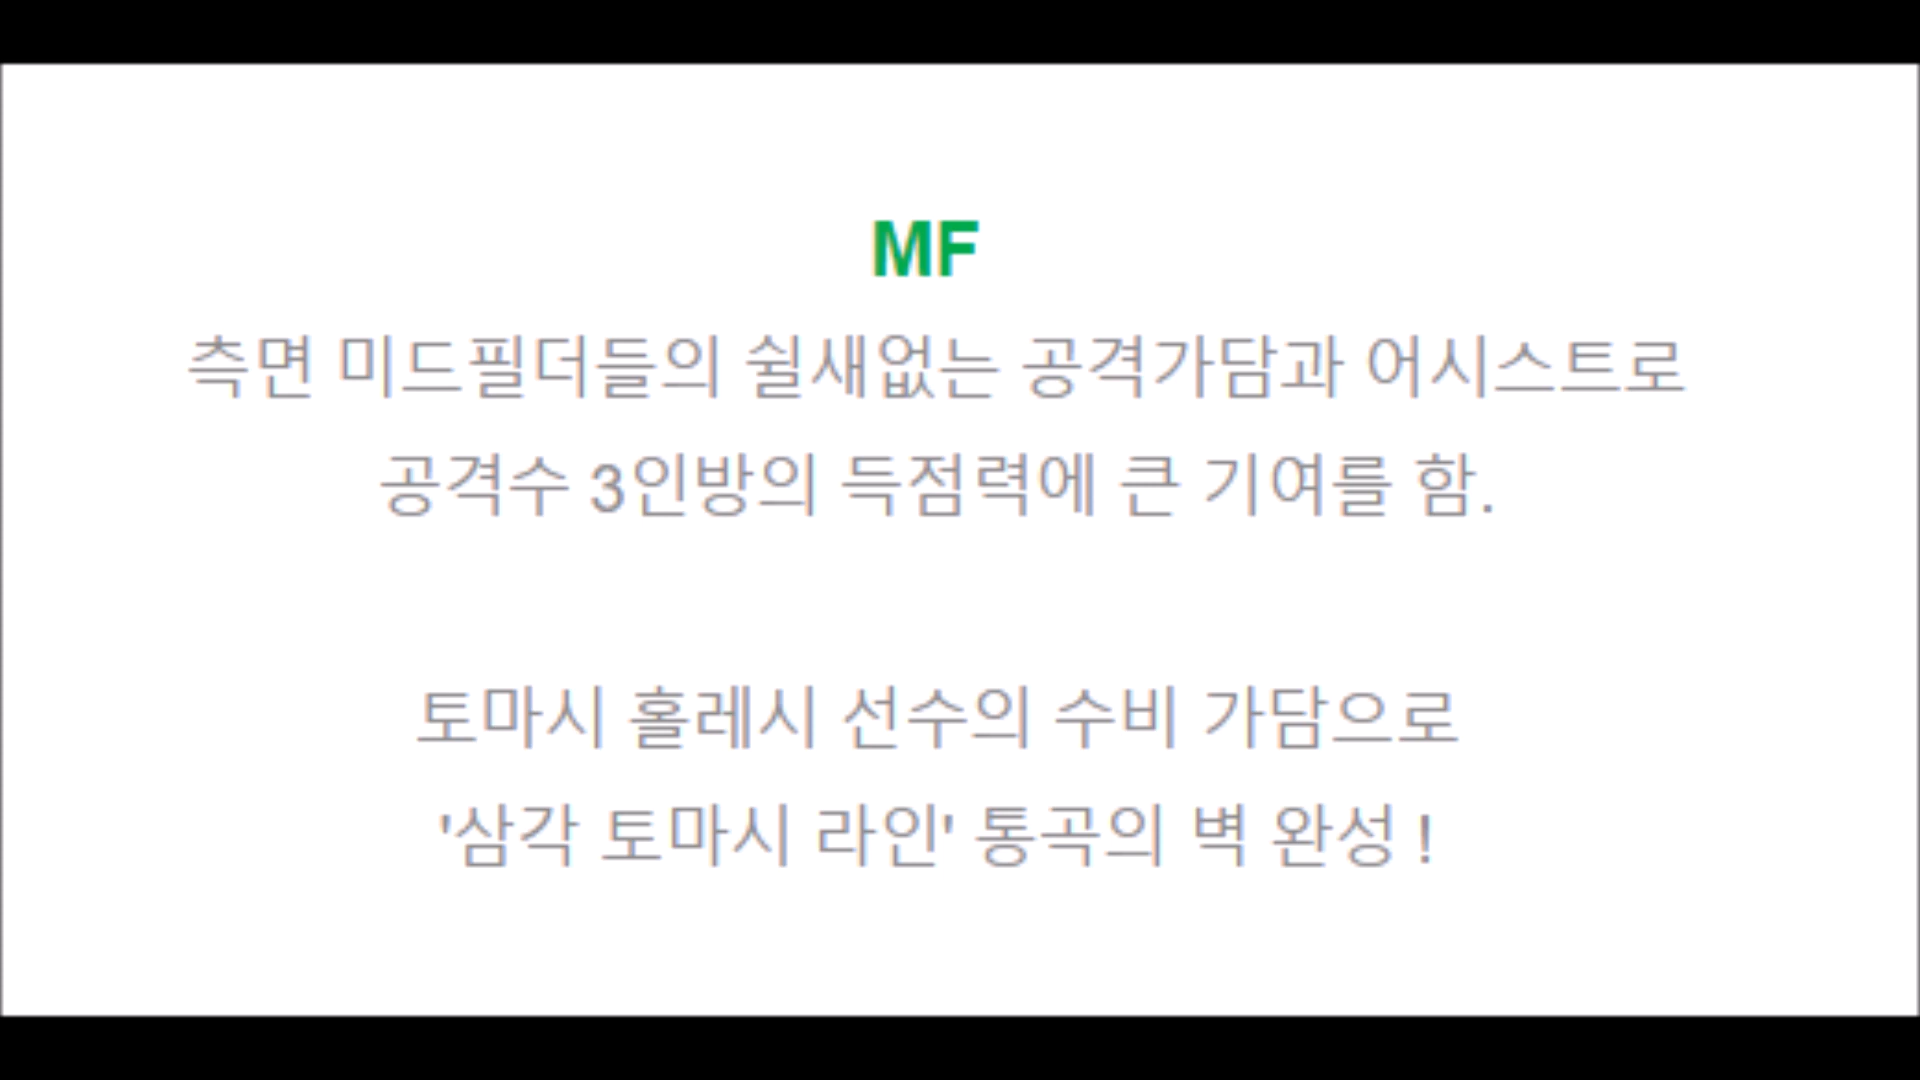 MF
측면 미드필더들의 쉴새없는 공격가담과 어시스트로
공격수 3인방의 득점력에 큰 기여를 함.
토마시 홀레시 선수의 수비 가담으로
'삼각 토마시 라인' 통곡의 벽 완성 !